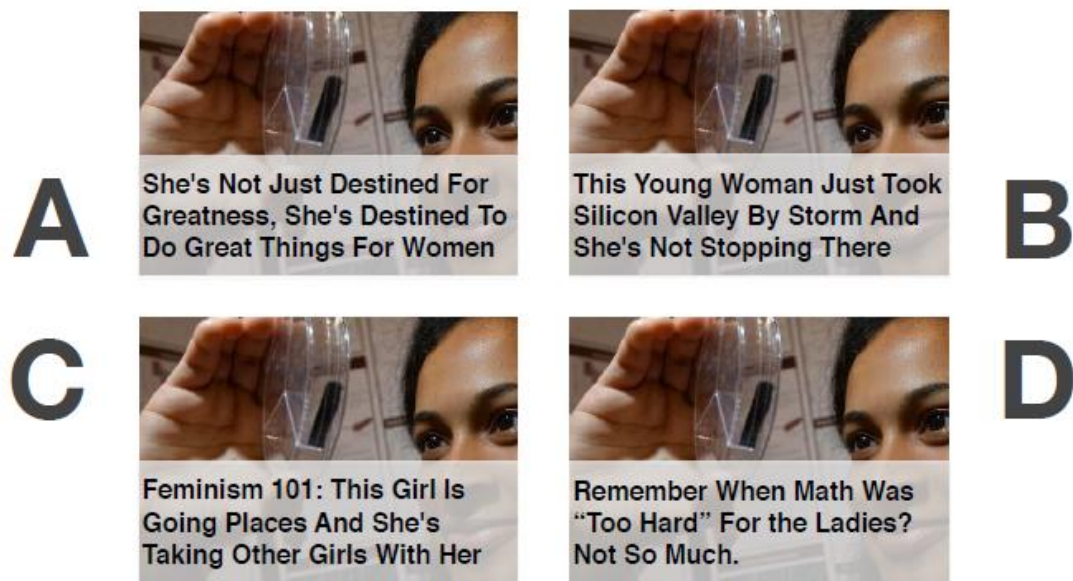 A
She's Not Just Destined For
Greatness, She's Destined To
Do Great Things For Women
This Young Woman Just Took
Silicon Valley By Storm And
She's Not Stopping There
B
C
Feminism 101: This Girl Is
Going Places And She's
Taking Other Girls With Her
Remember When Math Was
“Too Hard” For the Ladies?
Not So Much.
D